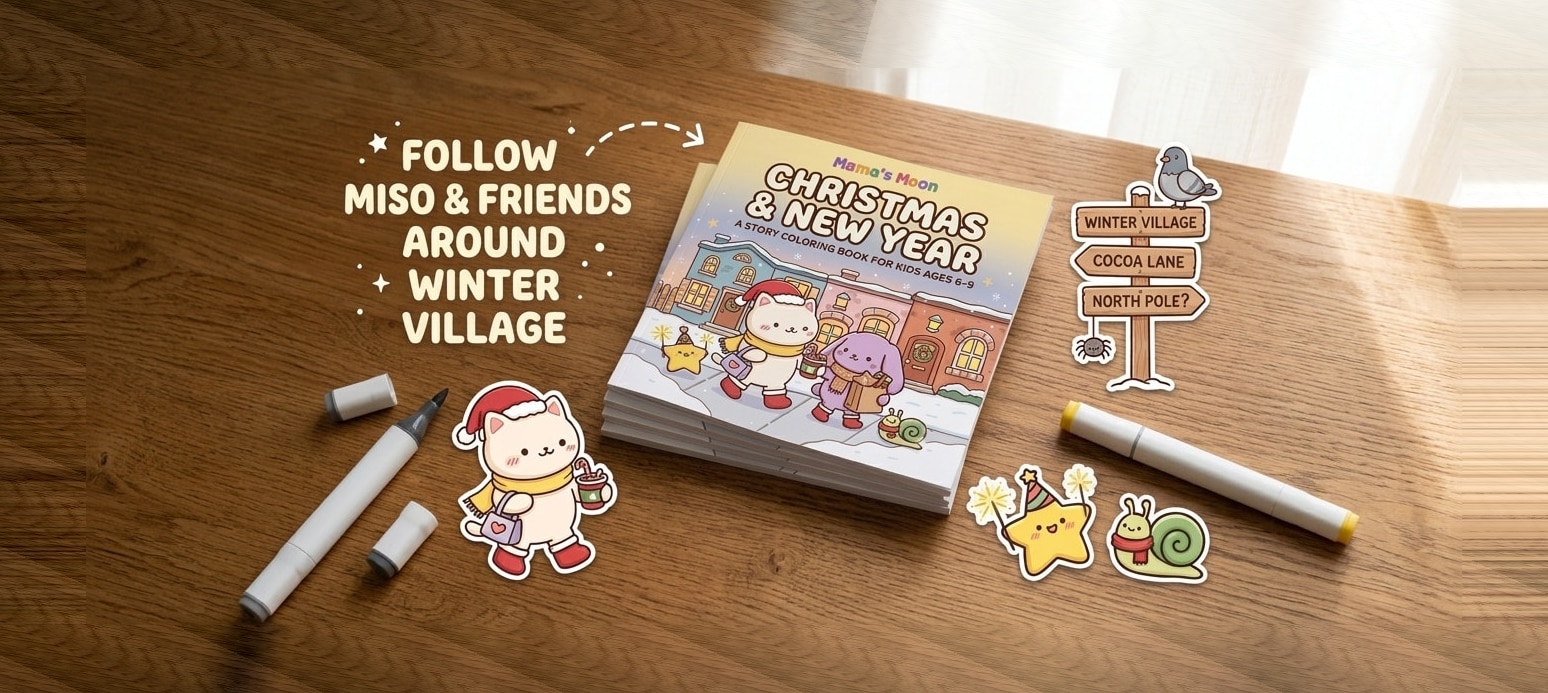 FOLLOW
MISO & FRIENDS
AROUND
WINTER
VILLAGE
Mama's Moon
CHRISTMAS
& NEW YEAR
A STORY COLORING BOOK FOR KIDS AGES 6-9
WINTER VILLAGE
COCOA LANE
NORTH POLE?